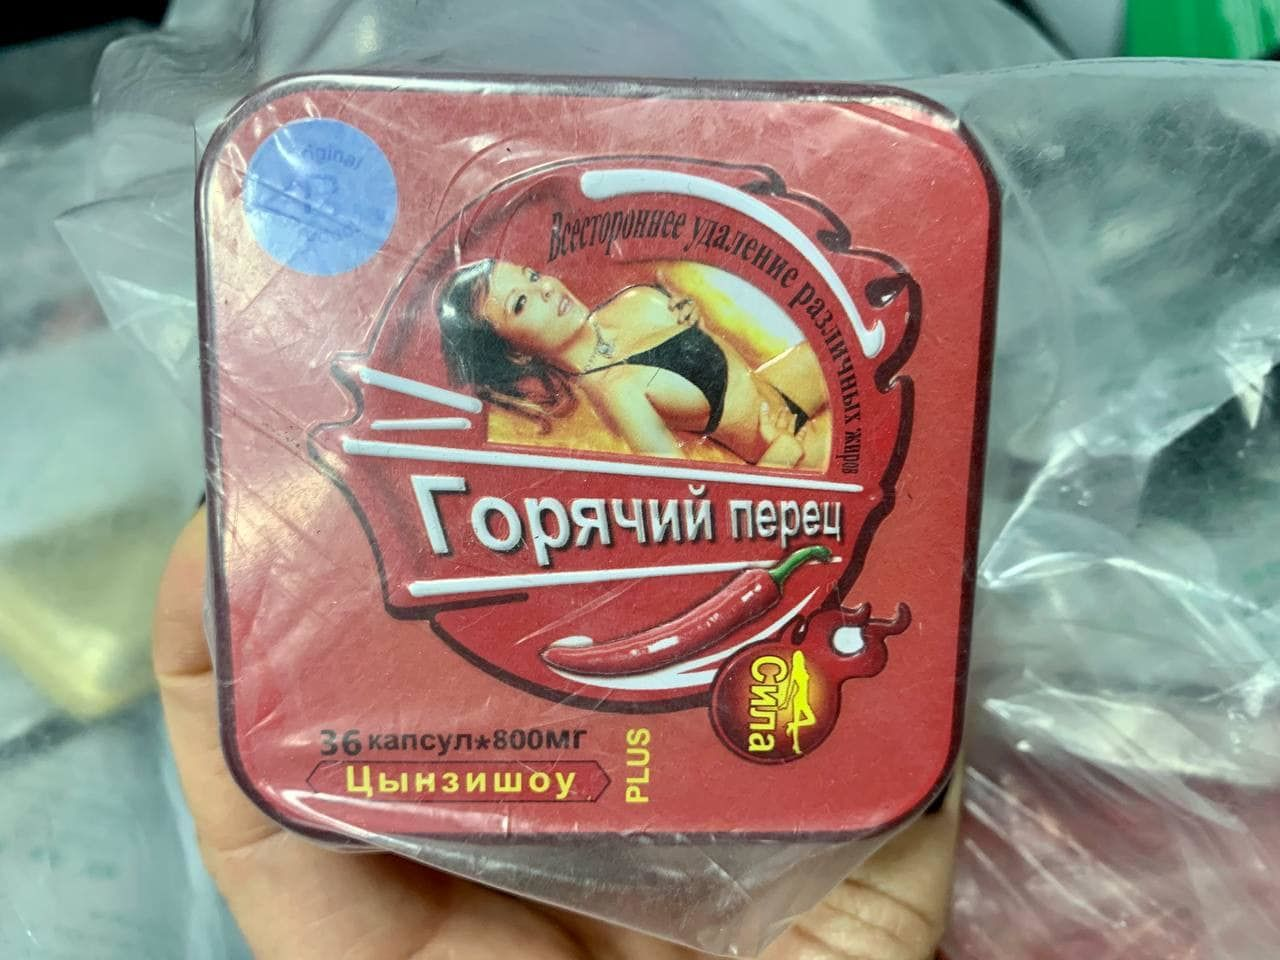 Всестороннее удаление различных жиров
Горячий перец
Сила
36 капсул*800МГ
Цынзишоу
PLUS